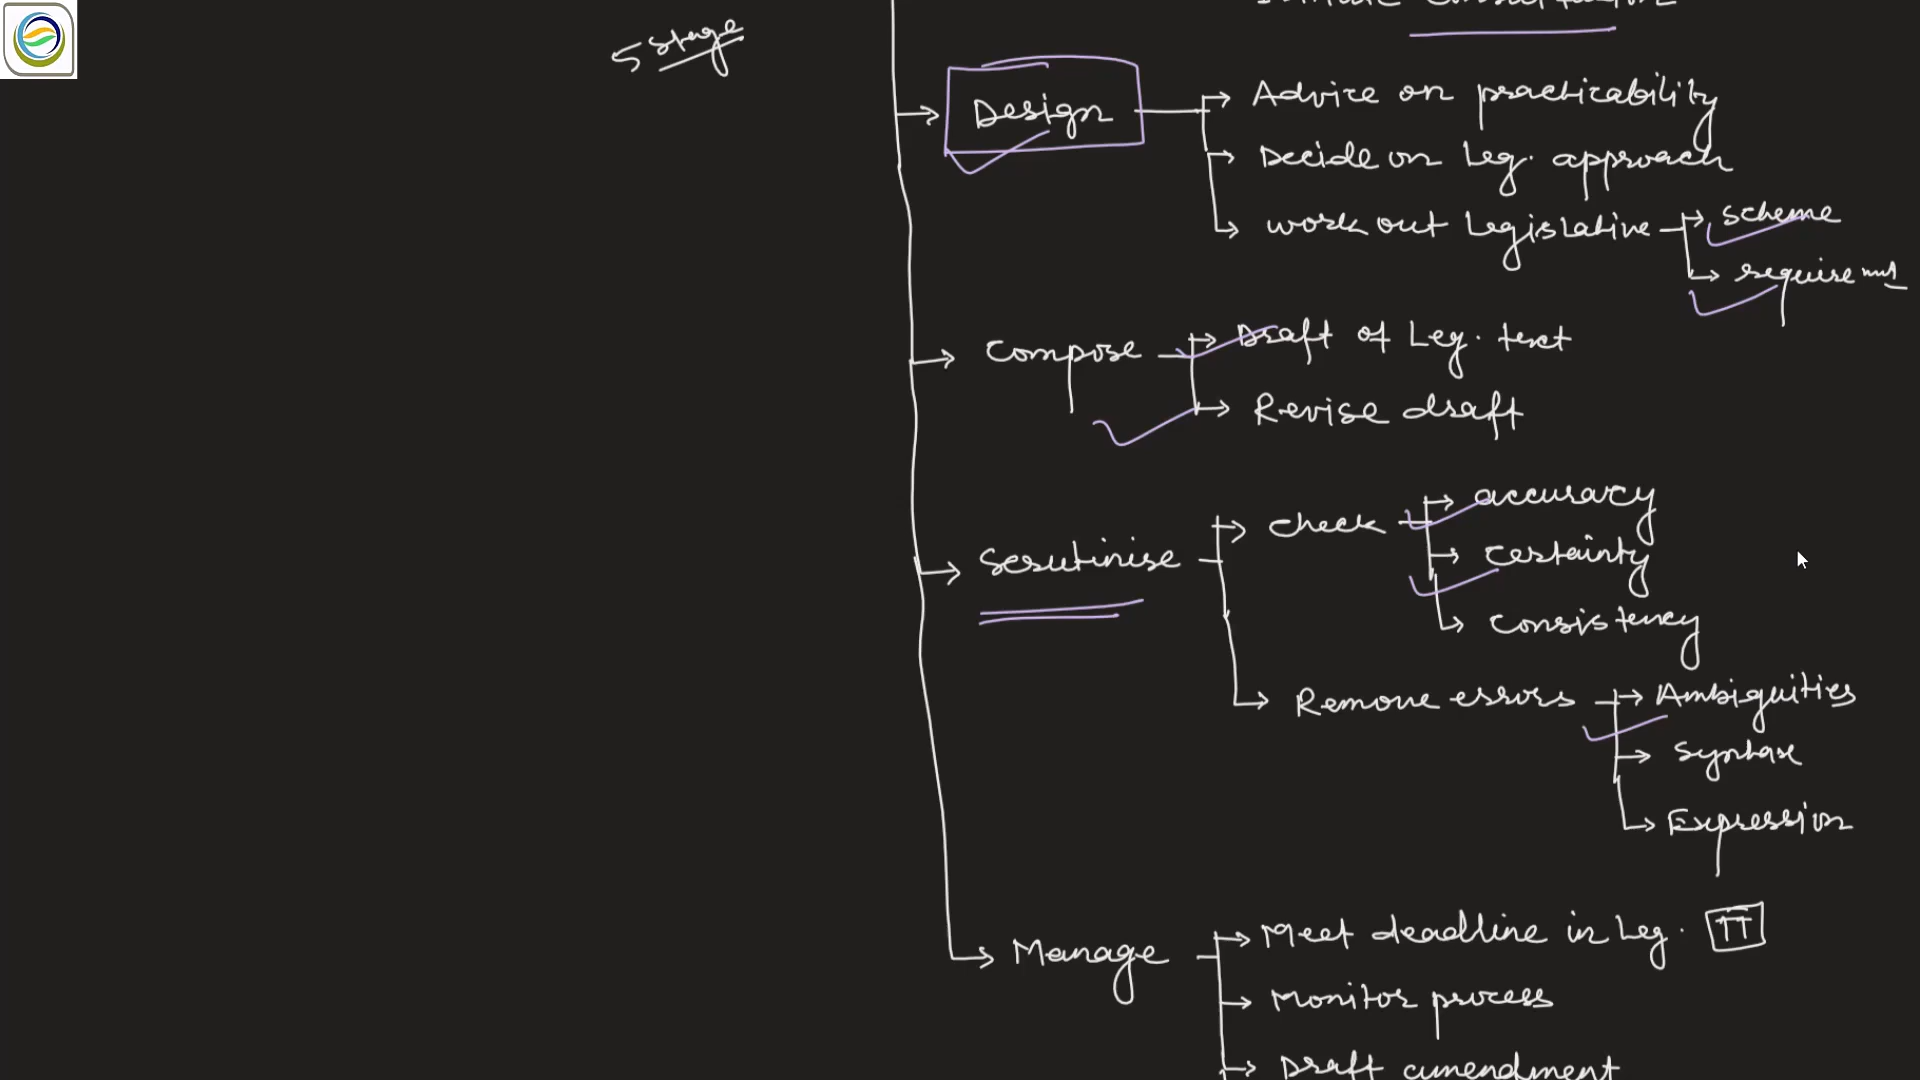 5 stage
Design
Advice on practicability
Decide on Leg. approach
work out Legislative
scheme
requirement
Compose
Draft of Leg. text
Revise draft
Scrutinise
check
accuracy
certainty
consistency
Remove errors
Ambiguities
Syntax
Expression
Manage
Meet deadline in Leg. TT
Monitor process
Draft amendment